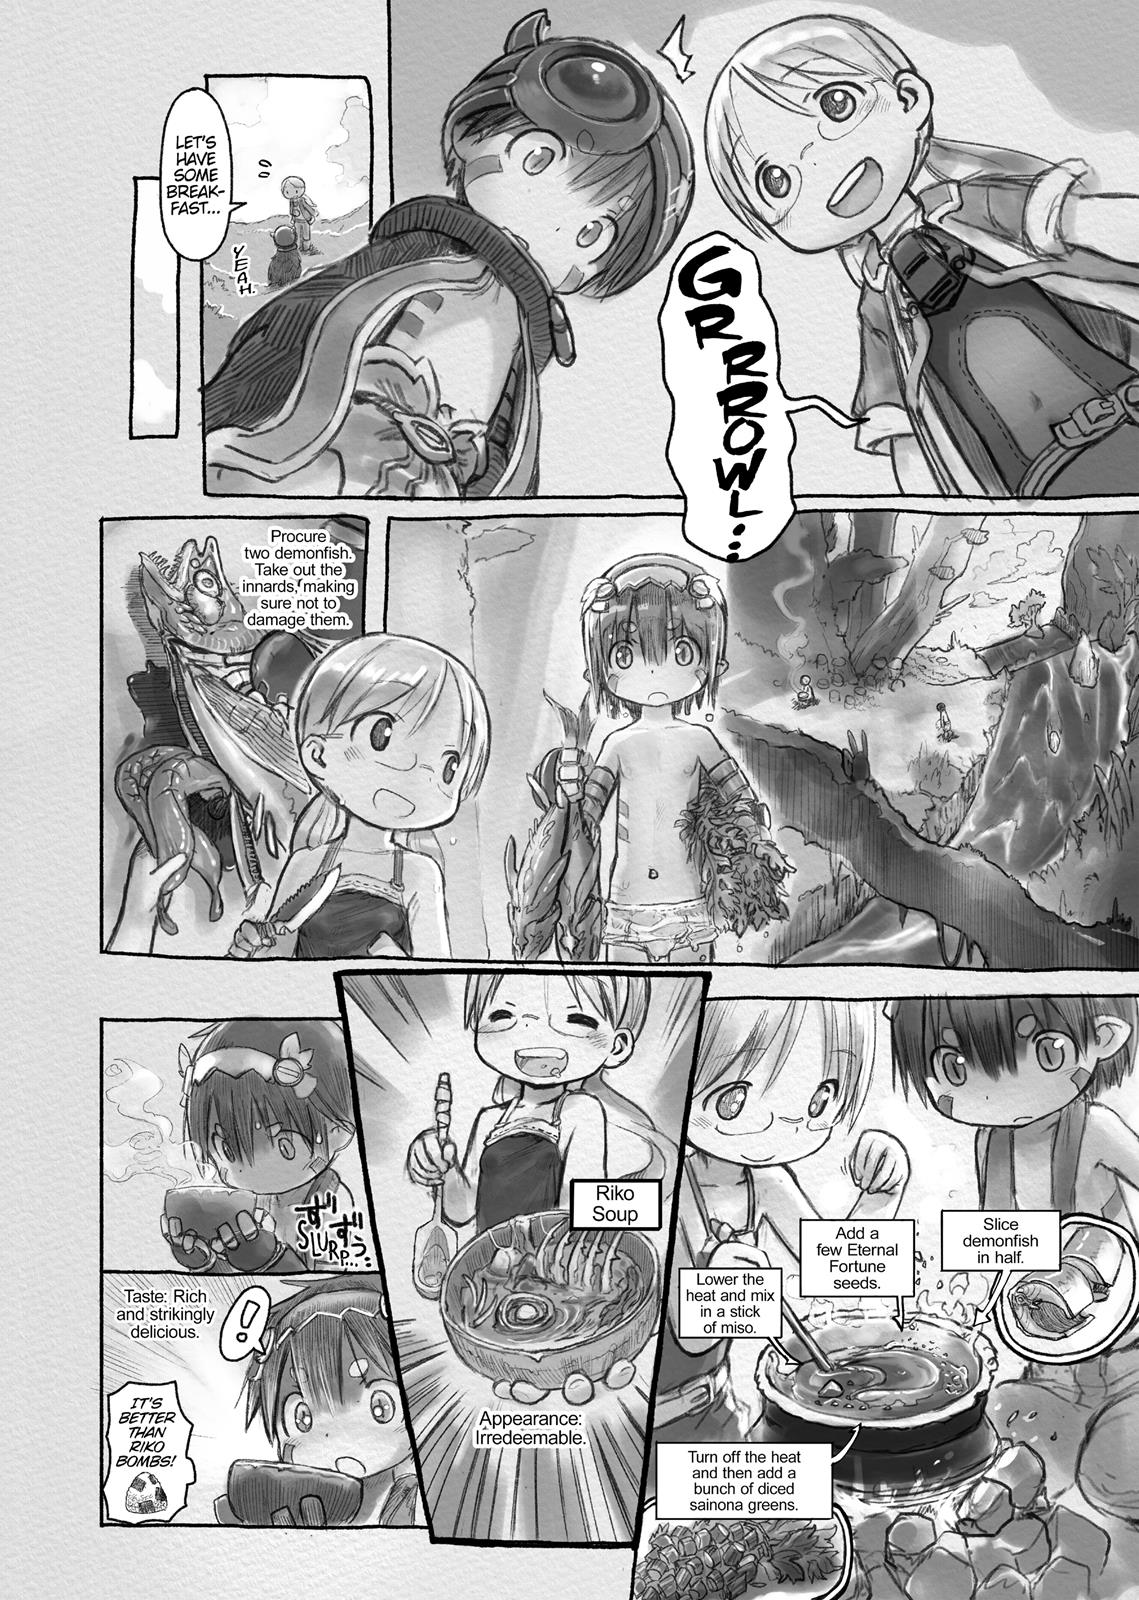 GRRROWL...
LET'S
HAVE
SOME
BREAK-
FAST...
YEAH.
Procure
two demonfish.
Take out the
innards, making
sure not to
damage them.
Slice
demonfish
in half.
Add a
few Eternal
Fortune
seeds.
Lower the
heat and mix
in a stick
of miso.
Turn off the heat
and then add a
bunch of diced
sainona greens.
Riko
Soup
Appearance:
Irredeemable.
ずずう
SLURP...
Taste: Rich
and strikingly
delicious.
!
IT'S
BETTER
THAN
RIKO
BOMBS!